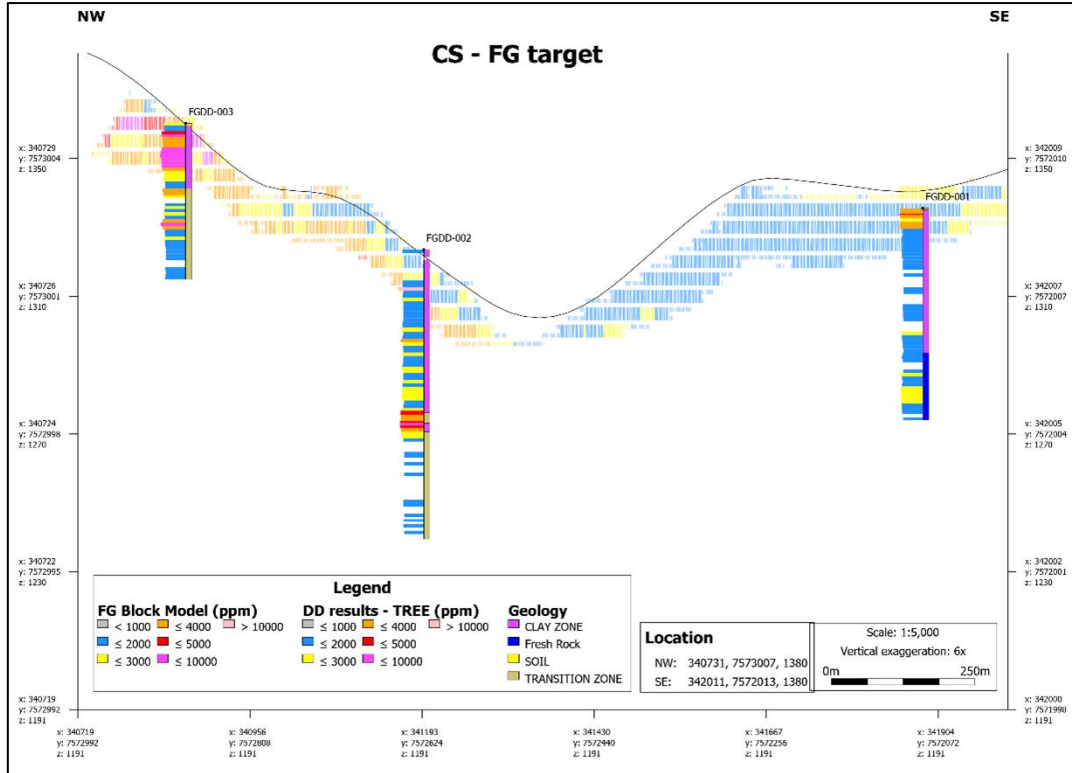 NW
SE
CS - FG target
FGDD-003
x: 340729
y: 7573004
z: 1350
x: 342009
y: 7572010
z: 1350
FGDD-001
FGDD-002
x: 340726
y: 7573001
z: 1310
x: 342007
y: 7572007
z: 1310
x: 340724
y: 7572998
z: 1270
x: 342005
y: 7572004
z: 1270
x: 340722
y: 7572995
z: 1230
x: 342002
y: 7572001
z: 1230
Legend
FG Block Model (ppm)
< 1000
≤ 2000
≤ 3000
≤ 4000
≤ 5000
≤ 10000
> 10000
DD results - TREE (ppm)
≤ 1000
≤ 2000
≤ 3000
≤ 4000
≤ 5000
≤ 10000
> 10000
Geology
CLAY ZONE
Fresh Rock
SOIL
TRANSITION ZONE
Location
NW: 340731, 7573007, 1380
SE: 342011, 7572013, 1380
Scale: 1:5,000
Vertical exaggeration: 6x
0m 250m
x: 340719
y: 7572992
z: 1191
x: 342000
y: 7571998
z: 1191
x: 340719
y: 7572992
z: 1191
x: 340956
y: 7572808
z: 1191
x: 341193
y: 7572624
z: 1191
x: 341430
y: 7572440
z: 1191
x: 341667
y: 7572256
z: 1191
x: 341904
y: 7572072
z: 1191